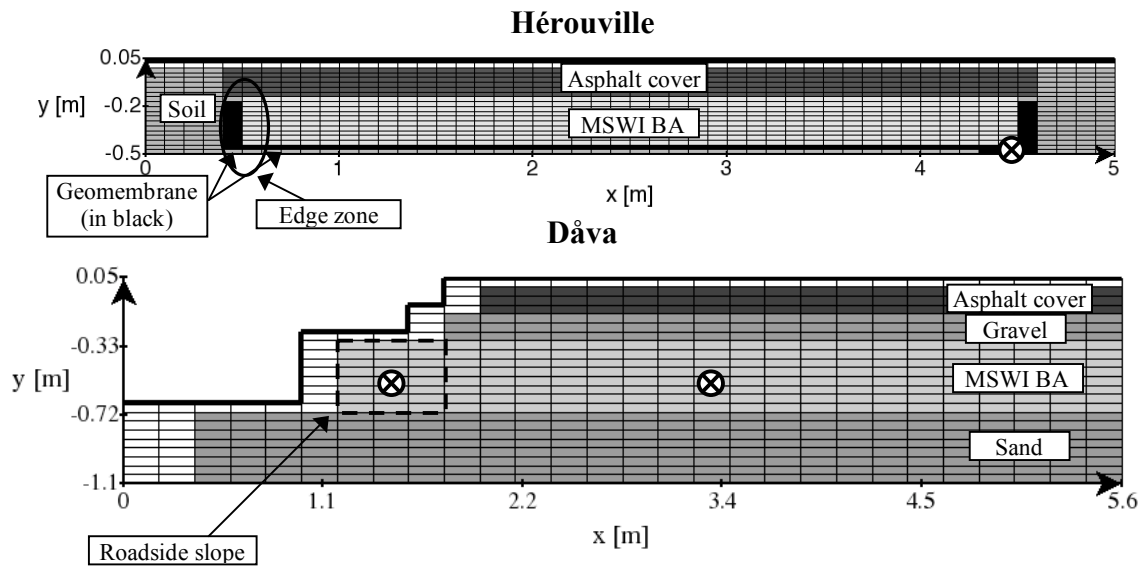 Hérouville
0.05
Asphalt cover
y [m]
-0.2
Soil
MSWI BA
-0.5
0
1
2
3
4
5
x [m]
Geomembrane
(in black)
Edge zone
Dåva
0.05
Asphalt cover
Gravel
-0.33
y [m]
MSWI BA
-0.72
Sand
-1.1
0
1.1
2.2
3.4
4.5
5.6
x [m]
Roadside slope